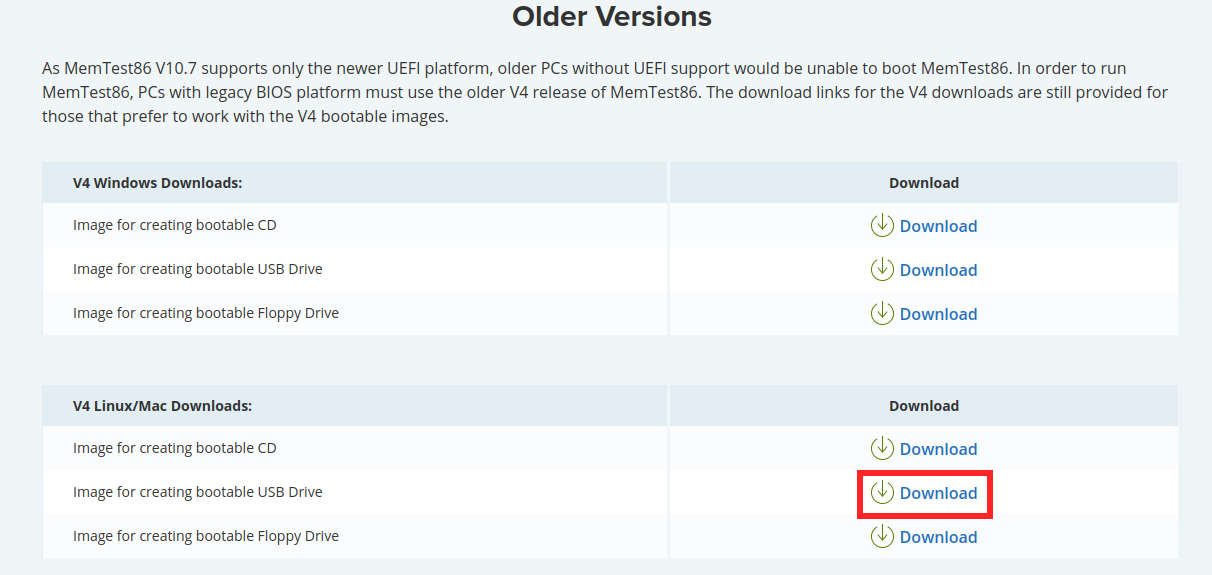 Older Versions
As MemTest86 V10.7 supports only the newer UEFI platform, older PCs without UEFI support would be unable to boot MemTest86. In order to run
MemTest86, PCs with legacy BIOS platform must use the older V4 release of MemTest86. The download links for the V4 downloads are still provided for
those that prefer to work with the V4 bootable images.
V4 Windows Downloads: Download
Image for creating bootable CD Download
Image for creating bootable USB Drive Download
Image for creating bootable Floppy Drive Download
V4 Linux/Mac Downloads: Download
Image for creating bootable CD Download
Image for creating bootable USB Drive Download
Image for creating bootable Floppy Drive Download